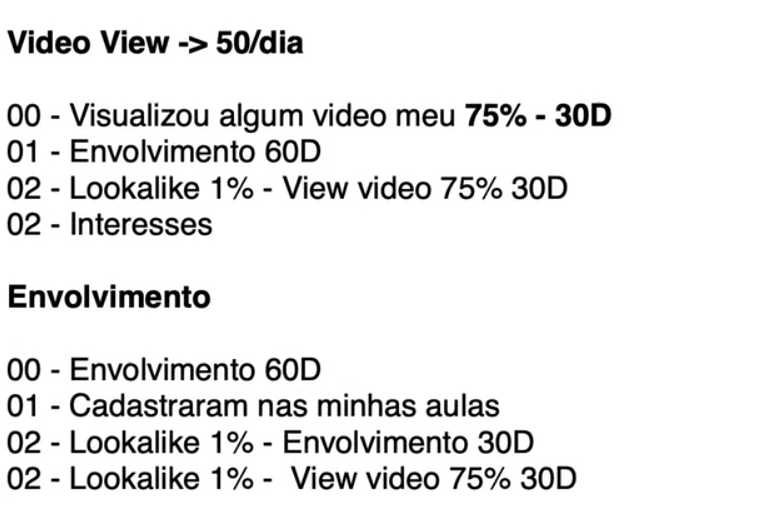 Video View -> 50/dia
00 - Visualizou algum video meu 75% - 30D
01 - Envolvimento 60D
02 - Lookalike 1% - View video 75% 30D
02 - Interesses
Envolvimento
00 - Envolvimento 60D
01 - Cadastraram nas minhas aulas
02 - Lookalike 1% - Envolvimento 30D
02 - Lookalike 1% -  View video 75% 30D